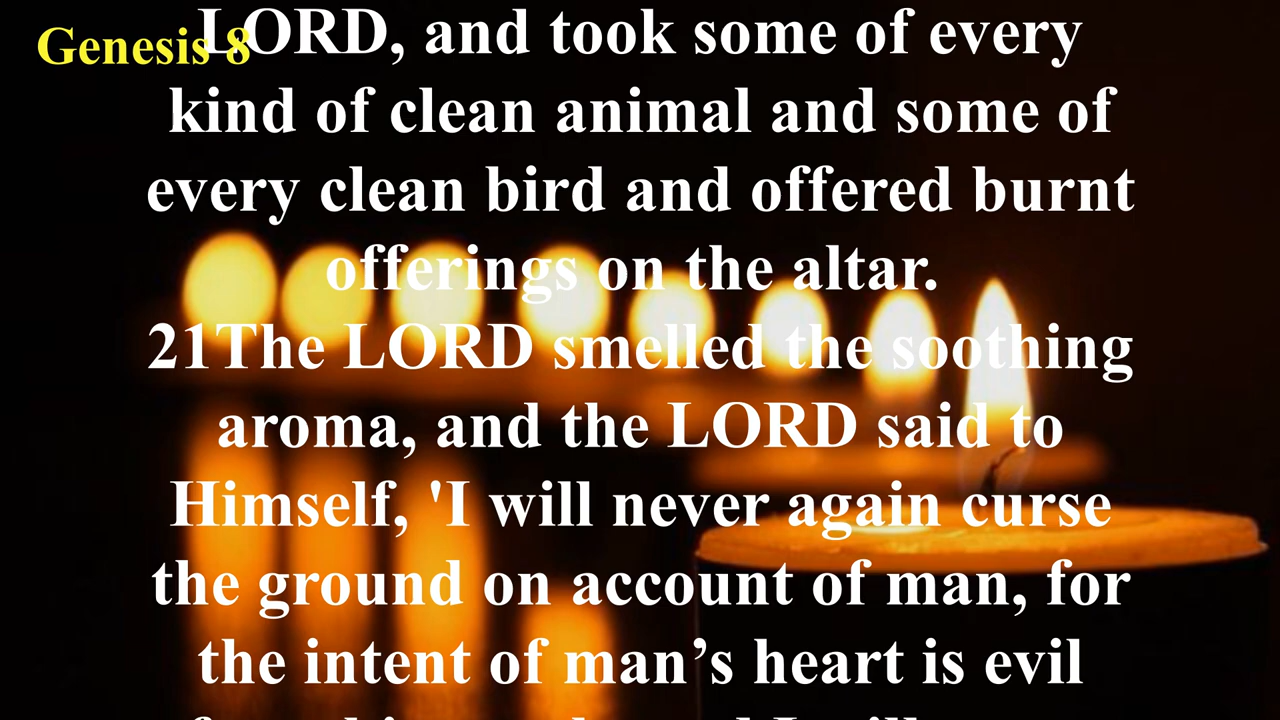 Genesis 8
LORD, and took some of every
kind of clean animal and some of
every clean bird and offered burnt
offerings on the altar.
21The LORD smelled the soothing
aroma, and the LORD said to
Himself, 'I will never again curse
the ground on account of man, for
the intent of man’s heart is evil